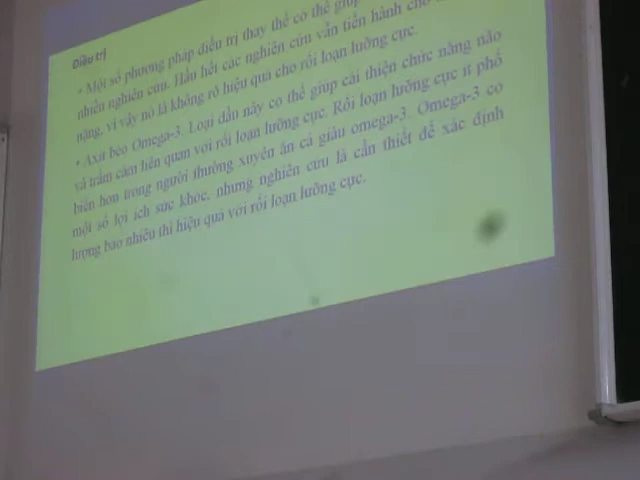 Điều trị
• Một số phương pháp điều trị thay thế có thể giúp
nhiều nghiên cứu. Hầu hết các nghiên cứu vẫn tiến hành cho
nặng, vì vậy nó là không rõ hiệu quả cho rối loạn lưỡng cực.
• Axit béo Omega-3. Loại dầu này có thể giúp cải thiện chức năng não
và trầm cảm liên quan với rối loạn lưỡng cực. Rối loạn lưỡng cực ít phổ
biến hơn trong người thường xuyên ăn cá giàu omega-3. Omega-3 có
một số lợi ích sức khỏe, nhưng nghiên cứu là cần thiết để xác định
lượng bao nhiêu thì hiệu quả với rối loạn lưỡng cực.